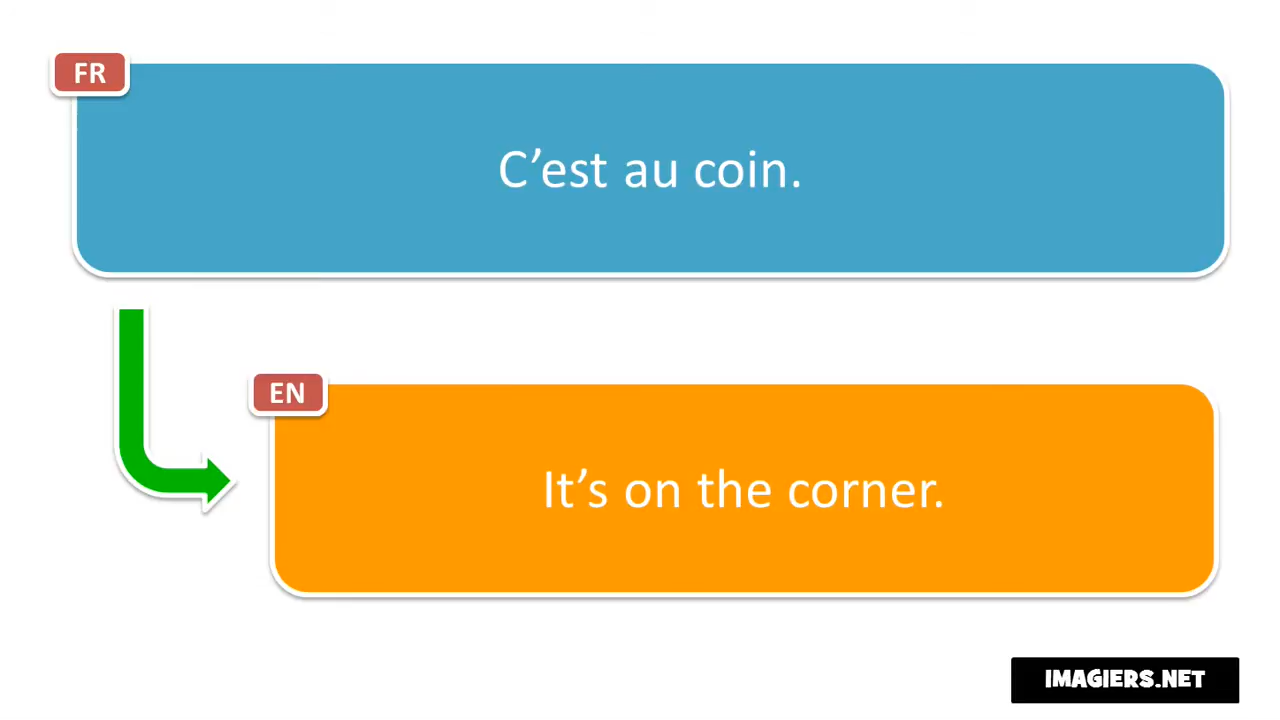 FR
C’est au coin.
EN
It’s on the corner.
IMAGIERS.NET